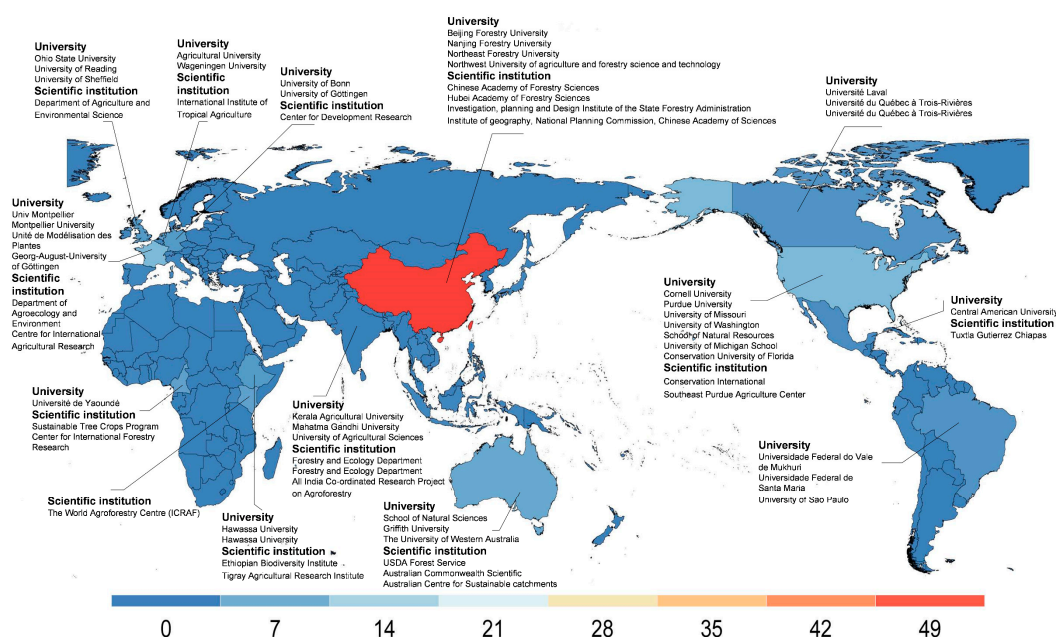 University
Ohio State University
University of Reading
University of Sheffield
Scientific institution
Department of Agriculture and
Environmental Science
University
Agricultural University
Wageningen University
Scientific
institution
International Institute of
Tropical Agriculture
University
University of Bonn
University of Göttingen
Scientific institution
Center for Development Research
University
Beijing Forestry University
Nanjing Forestry University
Northeast Forestry University
Northwest University of agriculture and forestry science and technology
Scientific institution
Chinese Academy of Forestry Sciences
Hubei Academy of Forestry Sciences
Investigation, planning and Design Institute of the State Forestry Administration
Institute of geography, National Planning Commission, Chinese Academy of Sciences
University
Université Laval
Université du Québec à Trois-Rivières
Université du Québec à Trois-Rivières
University
Univ Montpellier
Montpellier University
Unité de Modélisation des
Plantes
Georg-August-University
of Göttingen
Scientific
institution
Department of
Agroecology and
Environment
Centre for International
Agricultural Research
University
Cornell University
Purdue University
University of Missouri
University of Washington
School of Natural Resources
University of Michigan School
Conservation University of Florida
Scientific institution
Conservation International
Southeast Purdue Agriculture Center
University
Central American University
Scientific institution
Tuxtla Gutierrez Chiapas
University
Université de Yaoundé
Scientific institution
Sustainable Tree Crops Program
Center for International Forestry
Research
University
Kerala Agricultural University
Mahatma Gandhi University
University of Agricultural Sciences
Scientific institution
Forestry and Ecology Department
Forestry and Ecology Department
All India Co-ordinated Research Project
on Agroforestry
University
Universidade Federal do Vale
de Mukhuri
Universidade Federal de
Santa Maria
University of Sao Paulo
Scientific institution
The World Agroforestry Centre (ICRAF)
University
Hawassa University
Hawassa University
Scientific institution
Ethiopian Biodiversity Institute
Tigray Agricultural Research Institute
University
School of Natural Sciences
Griffith University
The University of Western Australia
Scientific institution
USDA Forest Service
Australian Commonwealth Scientific
Australian Centre for Sustainable catchments
0 7 14 21 28 35 42 49